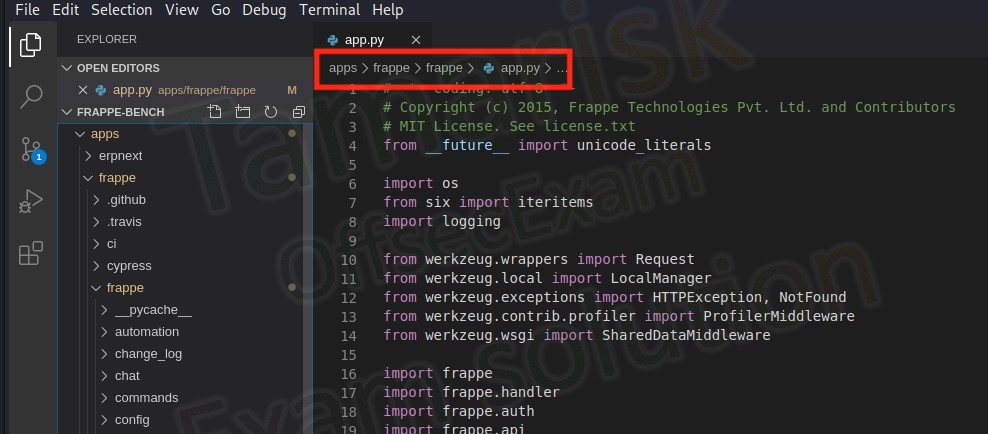 File Edit Selection View Go Debug Terminal Help
EXPLORER
OPEN EDITORS
app.py apps/frappe/frappe M
FRAPPE-BENCH
apps
erpnext
frappe
.github
.travis
ci
cypress
frappe
__pycache__
automation
change_log
chat
commands
config
1
app.py
apps > frappe > frappe > app.py > ...
1 # -*- coding: utf-8 -*-
2 # Copyright (c) 2015, Frappe Technologies Pvt. Ltd. and Contributors
3 # MIT License. See license.txt
4 from __future__ import unicode_literals
5
6 import os
7 from six import iteritems
8 import logging
9
10 from werkzeug.wrappers import Request
11 from werkzeug.local import LocalManager
12 from werkzeug.exceptions import HTTPException, NotFound
13 from werkzeug.contrib.profiler import ProfilerMiddleware
14 from werkzeug.wsgi import SharedDataMiddleware
15
16 import frappe
17 import frappe.handler
18 import frappe.auth
19 import frappe.api
Tamarisk
OffsecExam
Exam solution